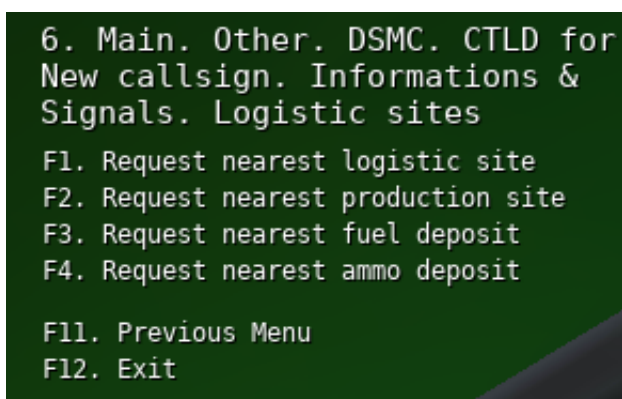 6. Main. Other. DSMC. CTLD for
New callsign. Informations &
Signals. Logistic sites
F1. Request nearest logistic site
F2. Request nearest production site
F3. Request nearest fuel deposit
F4. Request nearest ammo deposit
F11. Previous Menu
F12. Exit